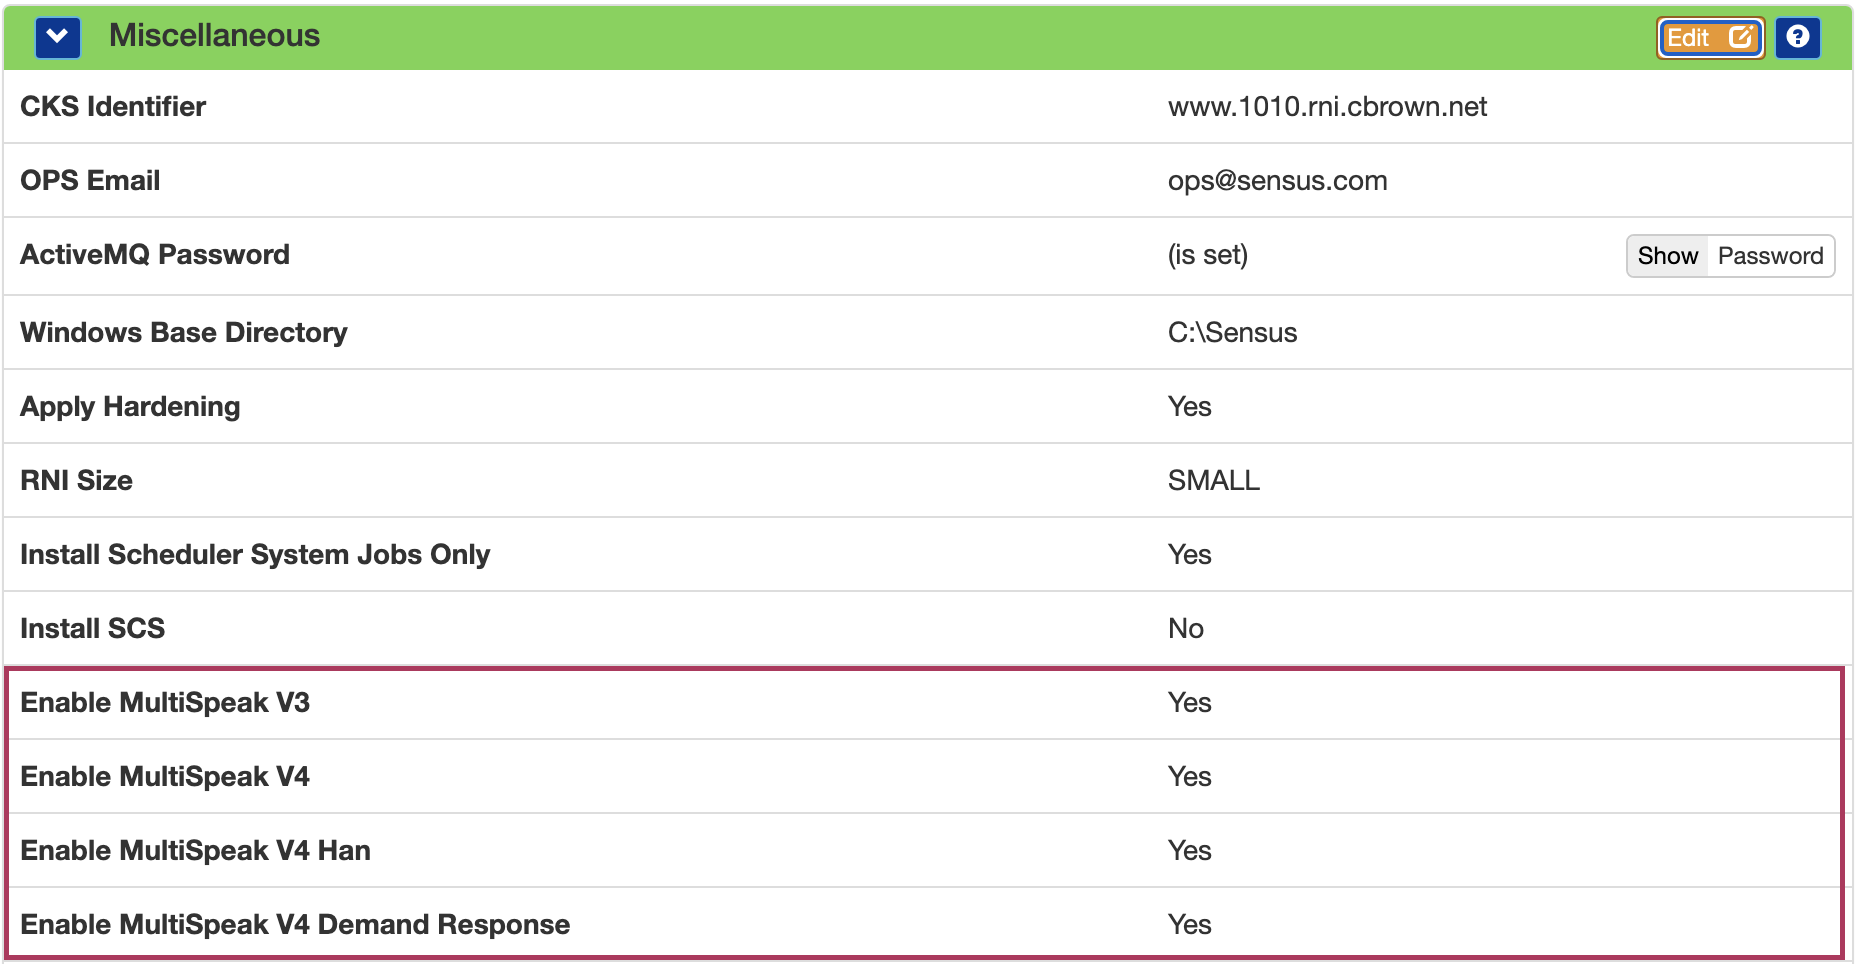 Miscellaneous Edit
CKS Identifier www.1010.rni.cbrown.net
OPS Email ops@sensus.com
ActiveMQ Password (is set) Show Password
Windows Base Directory C:\Sensus
Apply Hardening Yes
RNI Size SMALL
Install Scheduler System Jobs Only Yes
Install SCS No
Enable MultiSpeak V3 Yes
Enable MultiSpeak V4 Yes
Enable MultiSpeak V4 Han Yes
Enable MultiSpeak V4 Demand Response Yes